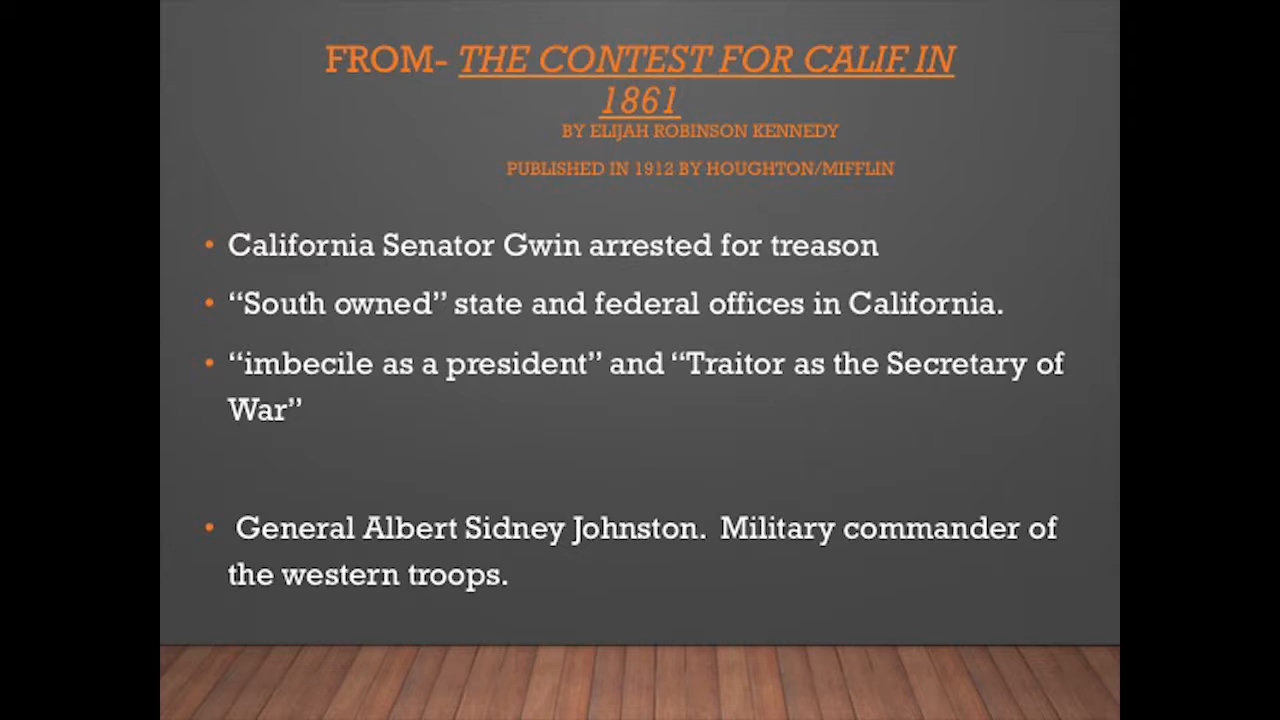 FROM- THE CONTEST FOR CALIF. IN
1861
BY ELIJAH ROBINSON KENNEDY
PUBLISHED IN 1912 BY HOUGHTON/MIFFLIN
• California Senator Gwin arrested for treason
• “South owned” state and federal offices in California.
• “imbecile as a president” and “Traitor as the Secretary of
War”
• General Albert Sidney Johnston.  Military commander of
the western troops.